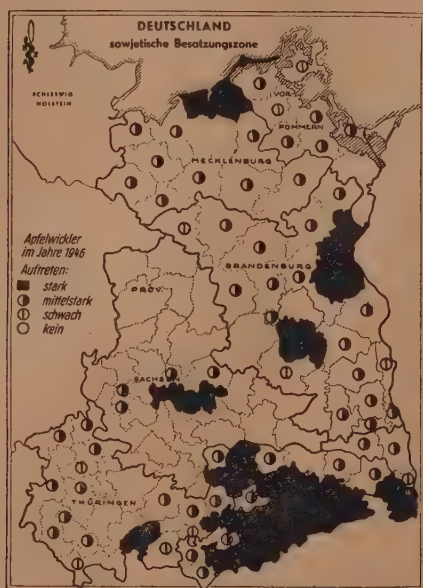 DEUTSCHLAND
sowjetische Besatzungszone
SCHLESWIG
HOLSTEIN
VOR
POMMERN
MECKLENBURG
Apfelwickler
im Jahre 1946
Auftreten:
stark
mittelstark
schwach
kein
BRANDENBURG
PROV.
SACHSEN
THÜRINGEN